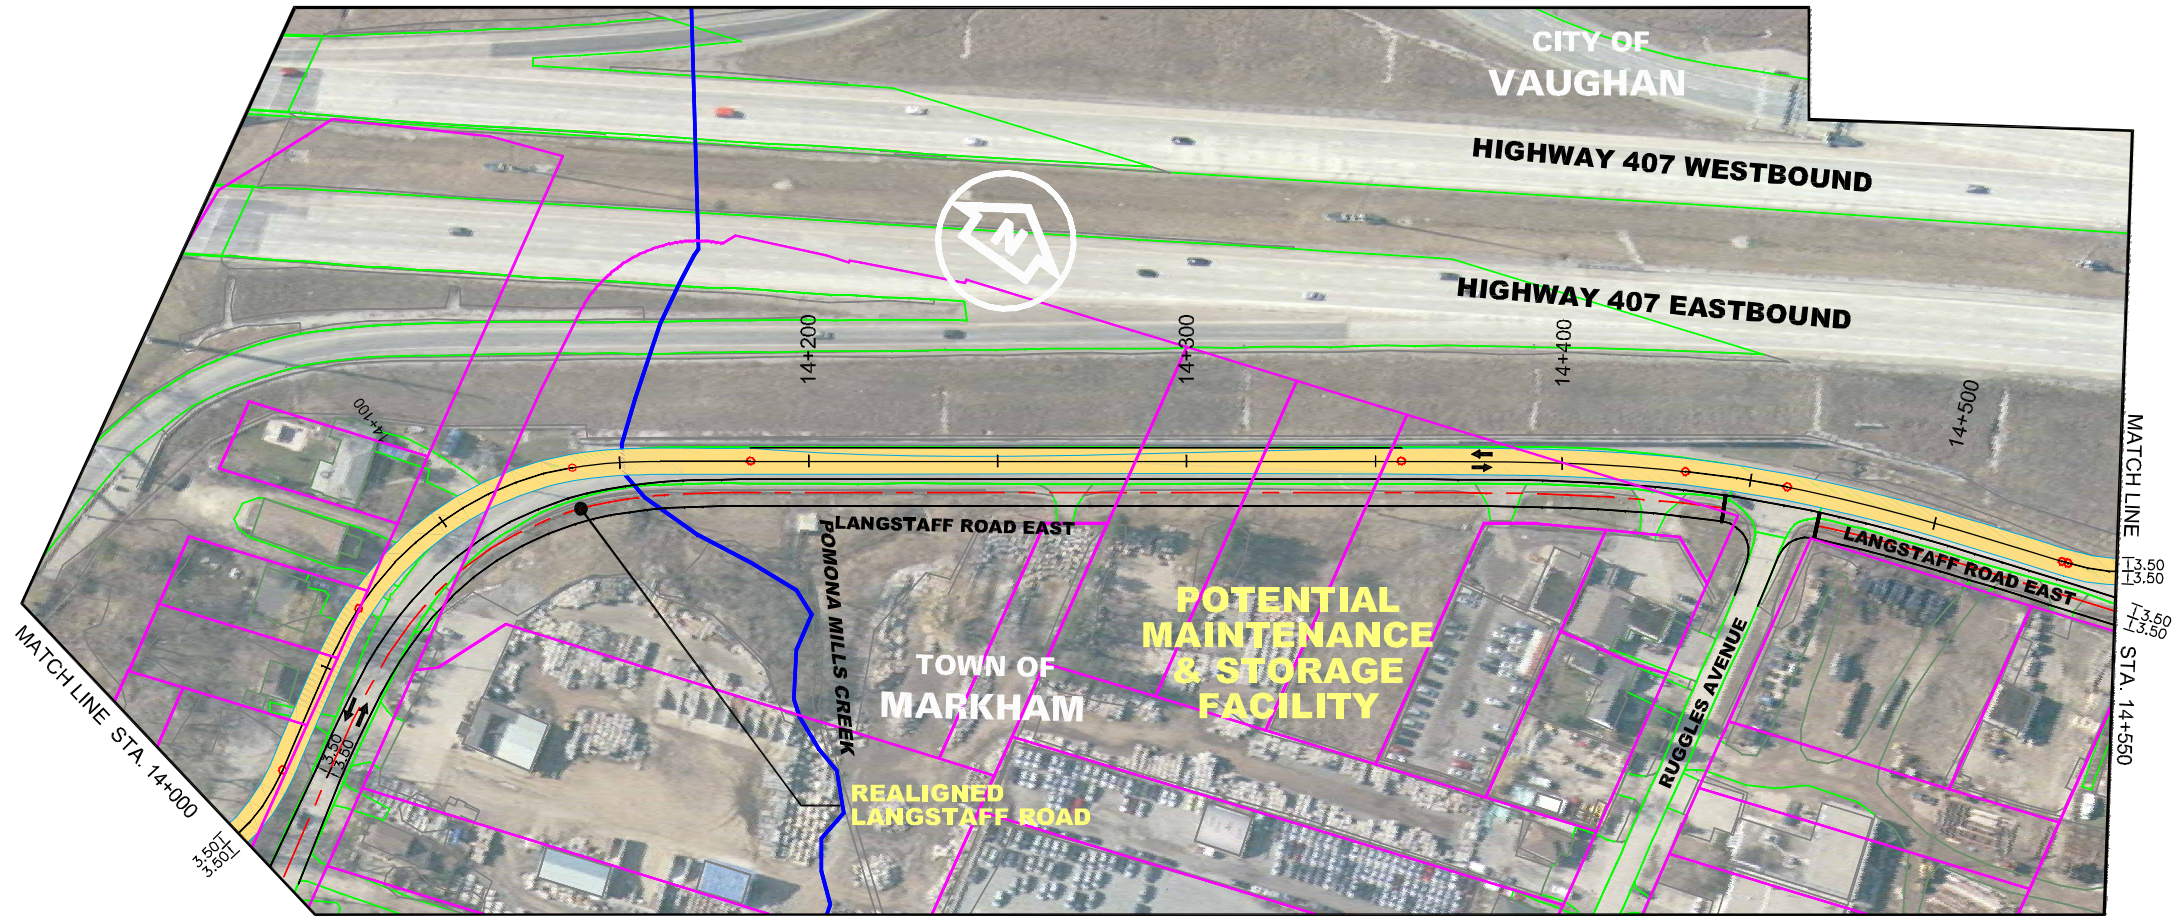 CITY OF
VAUGHAN
HIGHWAY 407 WESTBOUND
N
HIGHWAY 407 EASTBOUND
14+100
14+200
14+300
14+400
14+500
MATCH LINE STA. 14+550
3.50
3.50
3.50
3.50
LANGSTAFF ROAD EAST
LANGSTAFF ROAD EAST
POMONA MILLS CREEK
POTENTIAL
MAINTENANCE
& STORAGE
FACILITY
TOWN OF
MARKHAM
RUGGLES AVENUE
REALIGNED
LANGSTAFF ROAD
3.50
3.50
MATCH LINE STA. 14+000
3.50
3.50